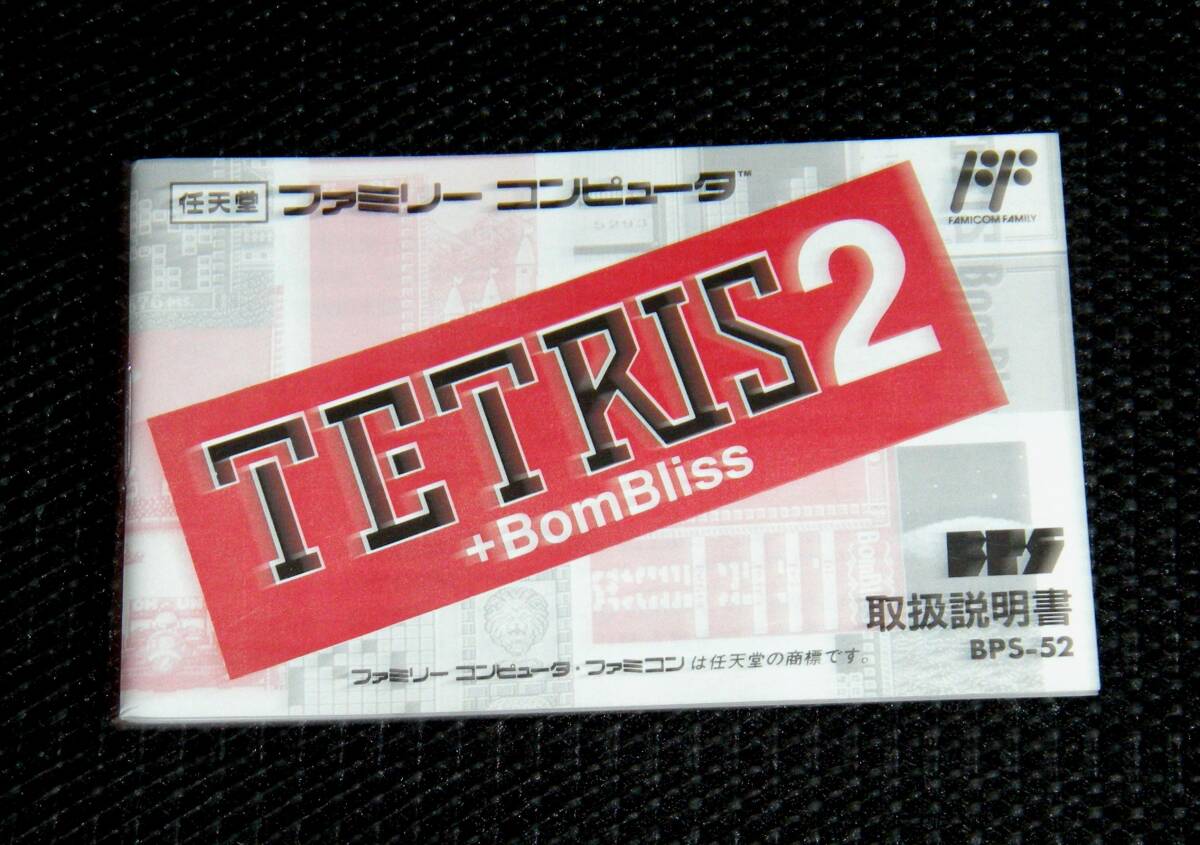 任天堂 ファミリー コンピュータ™
FAMICOM FAMILY
TETRIS 2
+BomBliss
BPS
取扱説明書
BPS-52
ファミリー コンピュータ・ファミコン は任天堂の商標です。